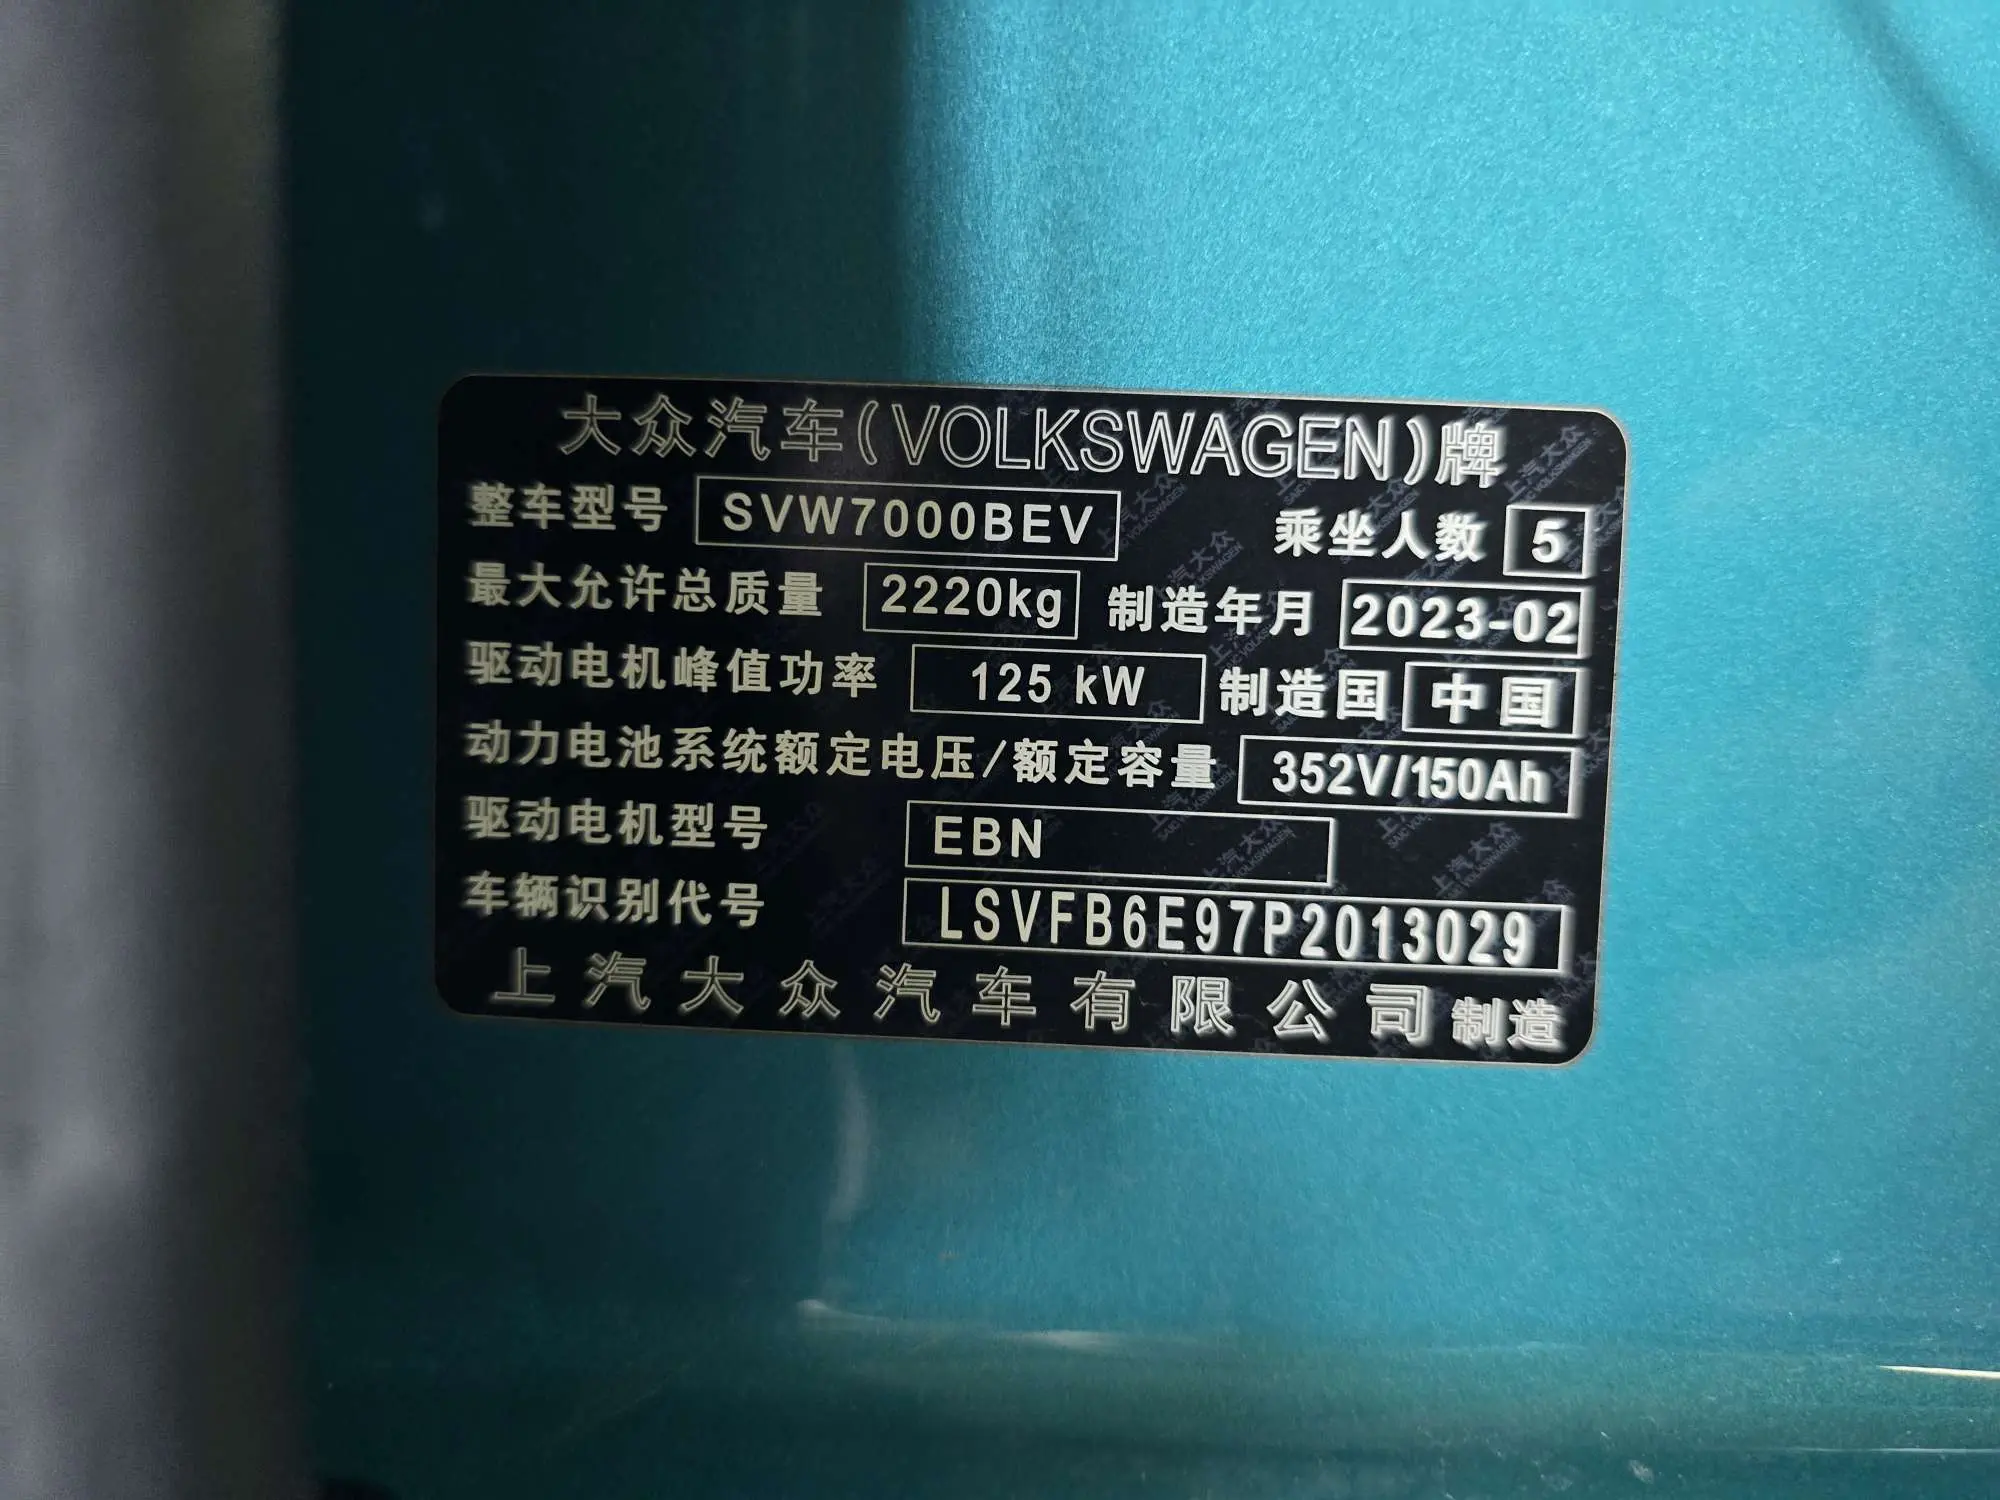 大众汽车(VOLKSWAGEN)牌
整车型号 SVW7000BEV 乘坐人数 5
最大允许总质量 2220kg 制造年月 2023-02
驱动电机峰值功率 125 kW 制造国 中国
动力电池系统额定电压/额定容量 352V/150Ah
驱动电机型号 EBN
车辆识别代号 LSVFB6E97P2013029
上汽大众汽车有限公司制造